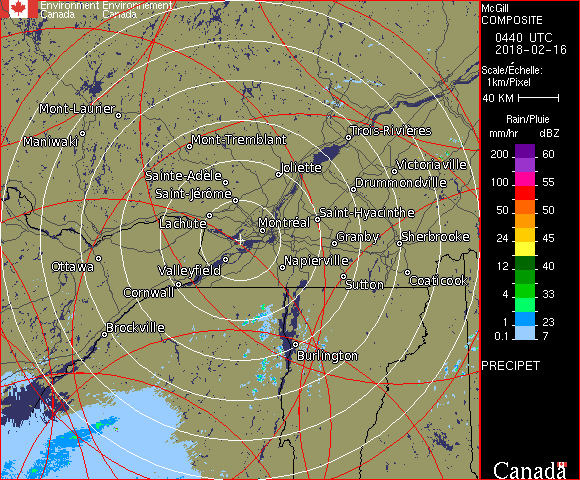 Environment Environnement
Canada Canada
McGill
COMPOSITE
0440 UTC
2018-02-16
Scale/Échelle:
1km/Pixel
40 KM
Rain/Pluie
mm/hr dBZ
200 60
150 57
100 55
50 50
24 45
12 40
4 33
1 23
0.1 7
PRECIPET
Canada
Mont-Laurier
Maniwaki
Mont-Tremblant
Trois-Rivières
Joliette
Victoriaville
Sainte-Adèle
Drummondville
Saint-Jérôme
Saint-Hyacinthe
Lachute
Montréal
Granby
Sherbrooke
Ottawa
Valleyfield
Napierville
Cornwall
Sutton
Coaticook
Brockville
Burlington